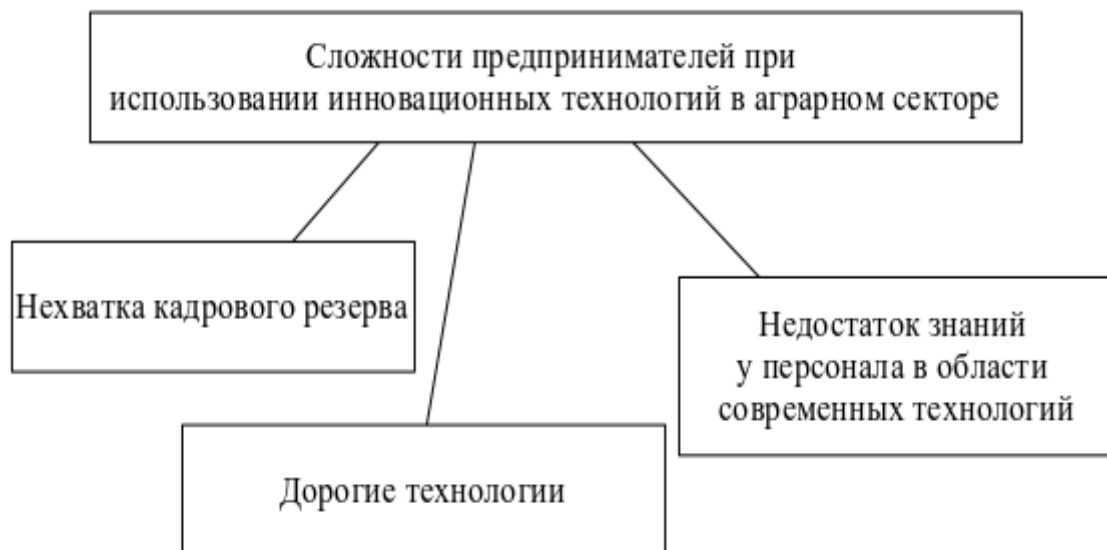 Сложности предпринимателей при
использовании инновационных технологий в аграрном секторе
Нехватка кадрового резерва
Недостаток знаний
у персонала в области
современных технологий
Дорогие технологии